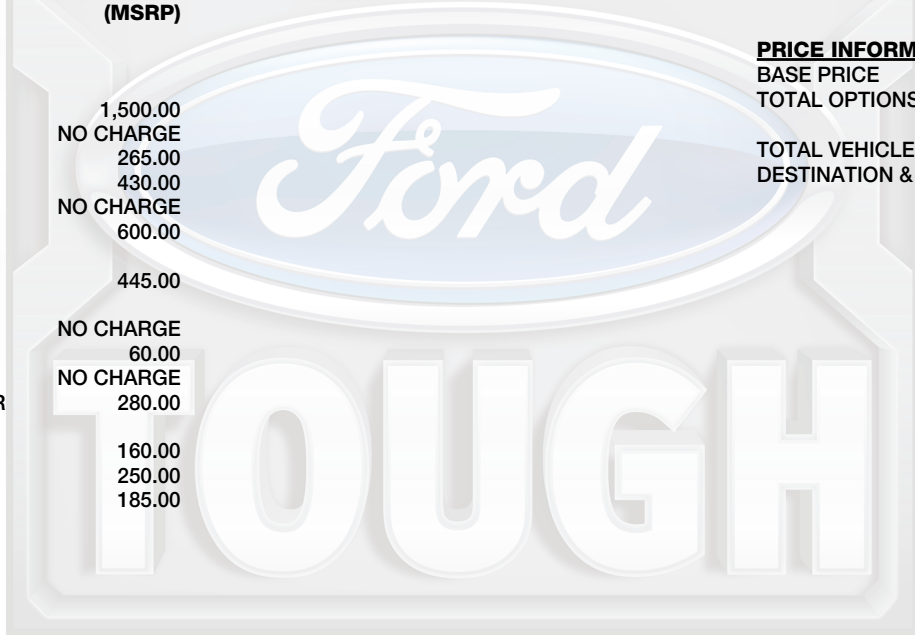 (MSRP)
1,500.00
NO CHARGE
265.00
430.00
NO CHARGE
600.00
445.00
NO CHARGE
60.00
NO CHARGE
R 280.00
160.00
250.00
185.00
PRICE INFORM
BASE PRICE
TOTAL OPTIONS
TOTAL VEHICLE
DESTINATION &
Ford
TOUGH